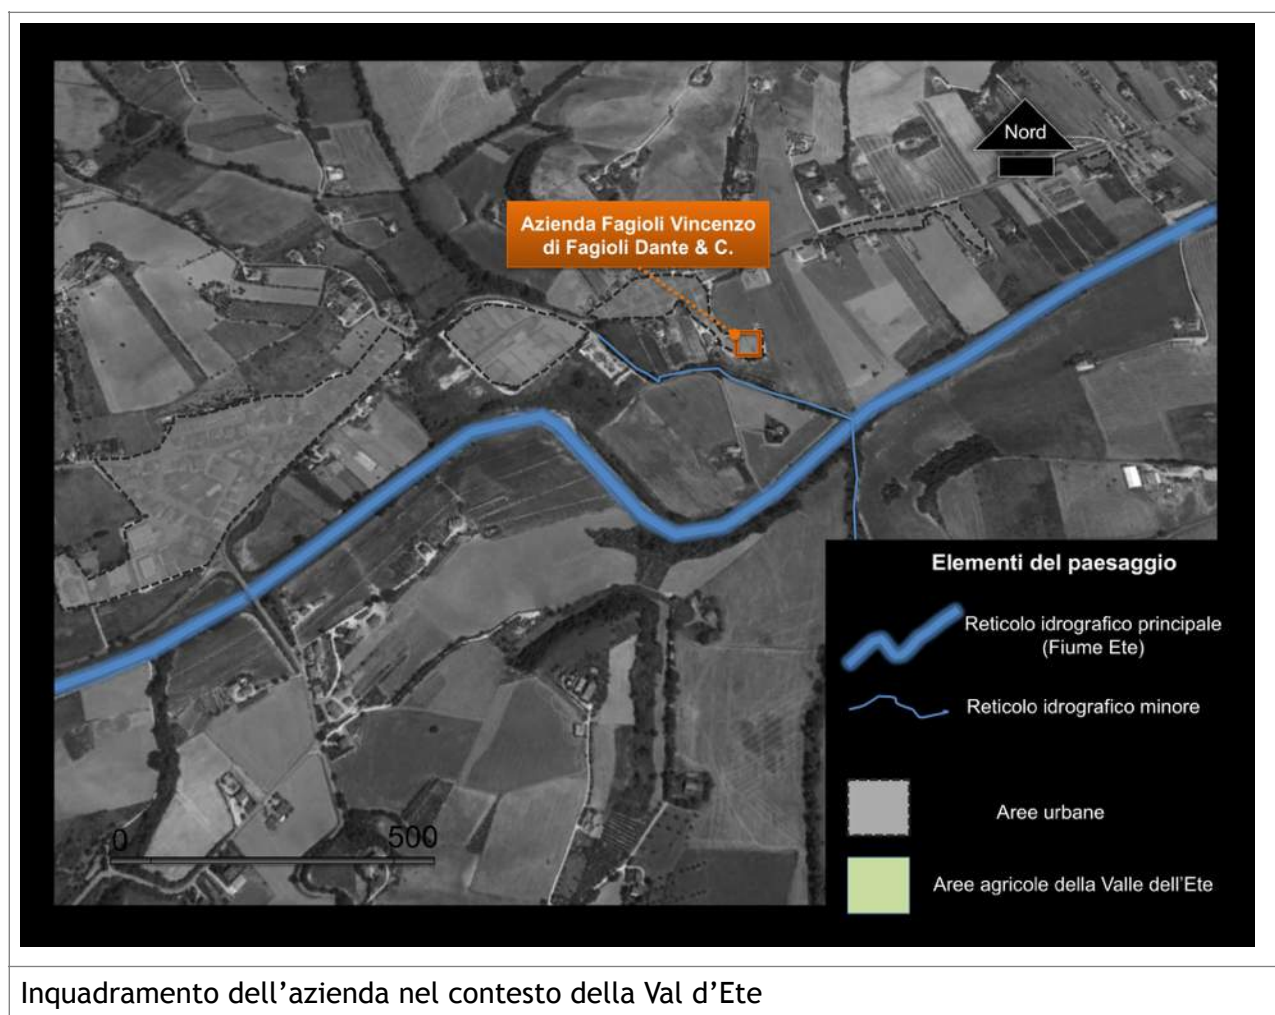 Nord
Azienda Fagioli Vincenzo
di Fagioli Dante & C.
Elementi del paesaggio
Reticolo idrografico principale
(Fiume Ete)
Reticolo idrografico minore
Aree urbane
Aree agricole della Valle dell'Ete
0 500
Inquadramento dell’azienda nel contesto della Val d’Ete